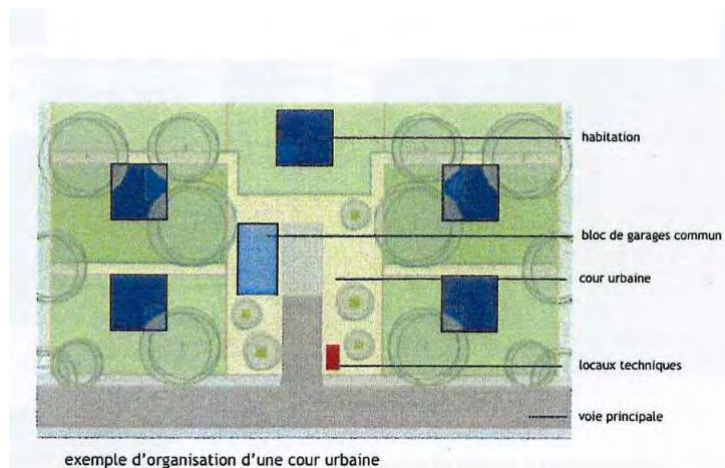 habitation
bloc de garages commun
cour urbaine
locaux techniques
voie principale
exemple d'organisation d'une cour urbaine